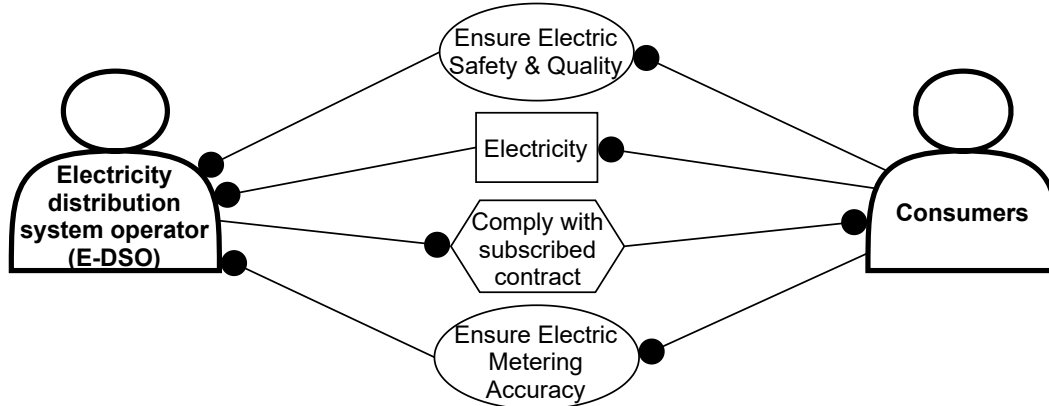 Ensure Electric
Safety & Quality
Electricity
Electricity
distribution
system operator
(E-DSO)
Consumers
Comply with
subscribed
contract
Ensure Electric
Metering
Accuracy